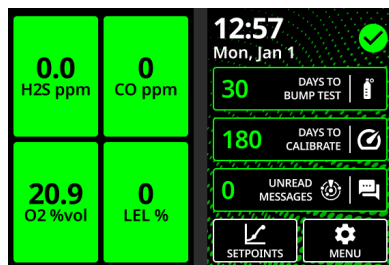 0.0
H2S ppm
0
CO ppm
20.9
O2 %vol
0
LEL %
12:57
Mon, Jan 1
30
DAYS TO
BUMP TEST
180
DAYS TO
CALIBRATE
0
UNREAD
MESSAGES
SETPOINTS
MENU